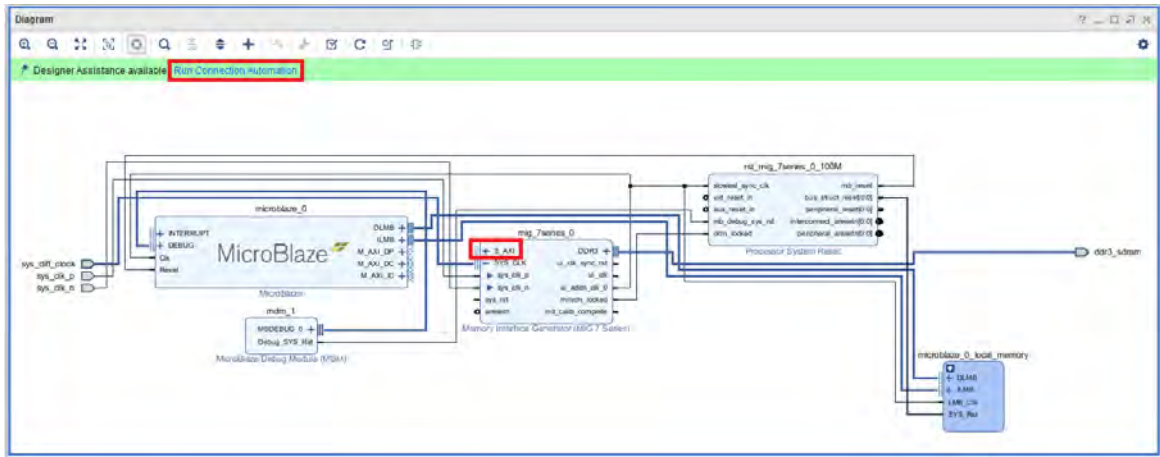 Diagram
Designer Assistance available. Run Connection Automation
rst_mig_7series_0_100M
slowest_sync_clk
mb_reset
ext_reset_in
bus_struct_reset[0:0]
aux_reset_in
peripheral_reset[0:0]
mb_debug_sys_rst
interconnect_aresetn[0:0]
dcm_locked
peripheral_aresetn[0:0]
Processor System Reset
microblaze_0
INTERRUPT
DEBUG
Clk
Reset
MicroBlaze
DLMB
ILMB
M_AXI_DP
M_AXI_DC
M_AXI_IC
MicroBlaze
mig_7series_0
S_AXI
DDR3
SYS_CLK
ui_clk_sync_rst
sys_clk_p
ui_clk
sys_clk_n
ui_addn_clk_0
sys_rst
mmcm_locked
aresetn
init_calib_complete
Memory Interface Generator (MIG 7 Series)
sys_diff_clock
sys_clk_p
sys_clk_n
ddr3_sdram
mdm_1
MBDEBUG_0
Debug_SYS_Rst
MicroBlaze Debug Module (MDM)
microblaze_0_local_memory
DLMB
ILMB
LMB_Clk
SYS_Rst